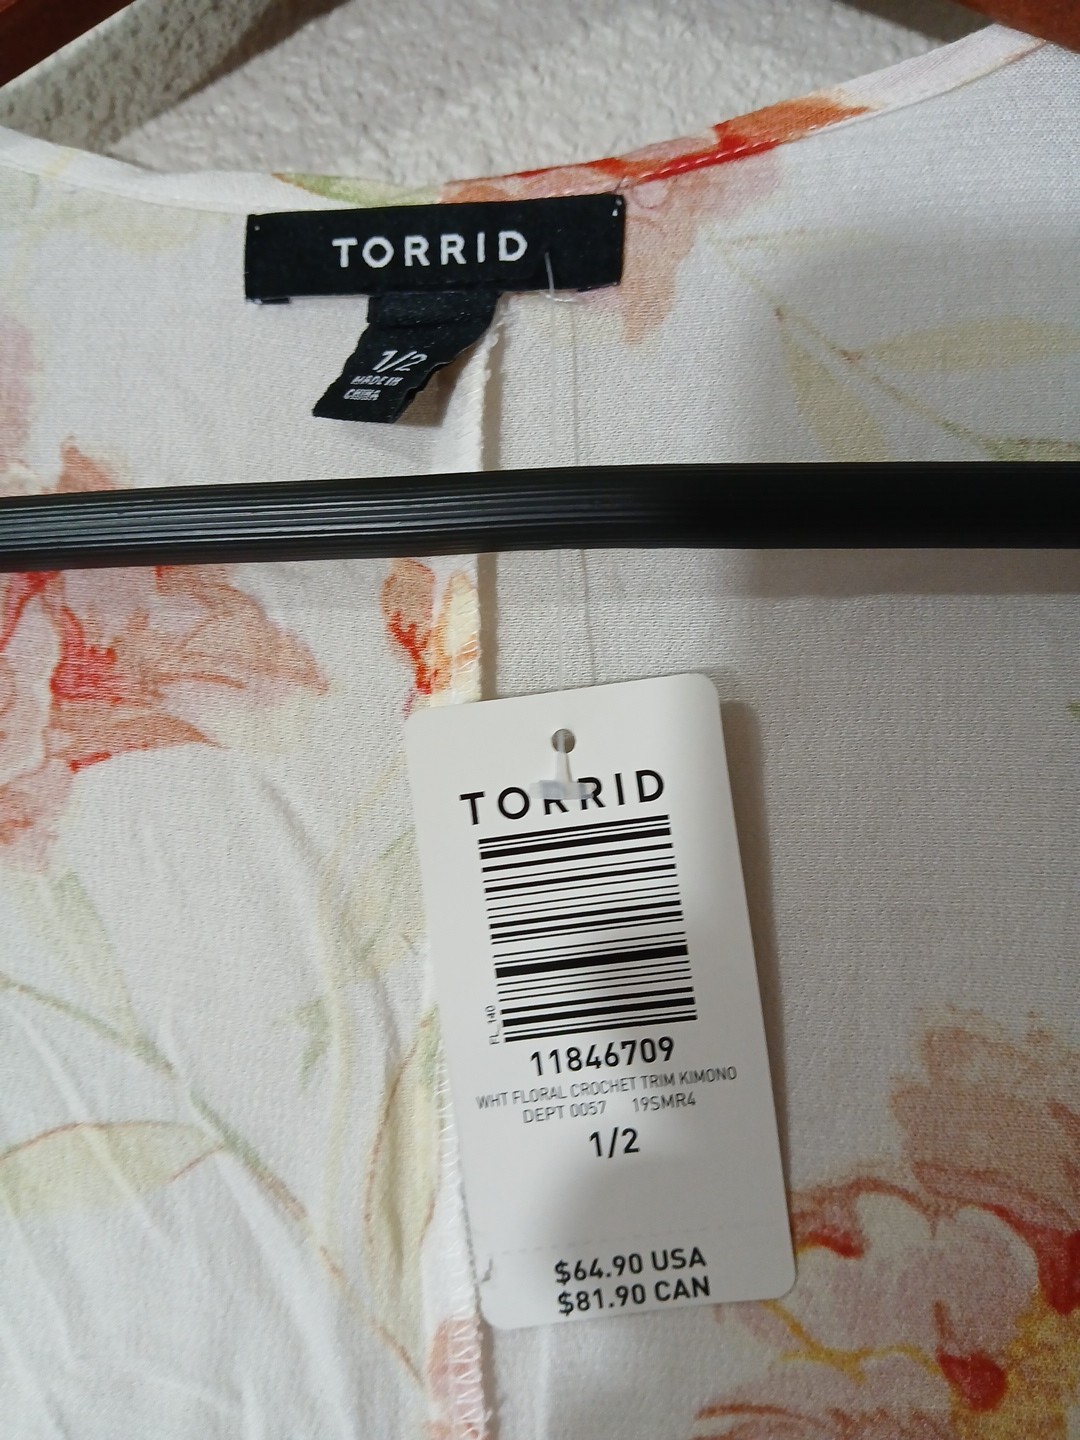 TORRID
1/2
MADE IN
CHINA
TORRID
FL_140
11846709
WHT FLORAL CROCHET TRIM KIMONO
DEPT 0057 19SMR4
1/2
$64.90 USA
$81.90 CAN